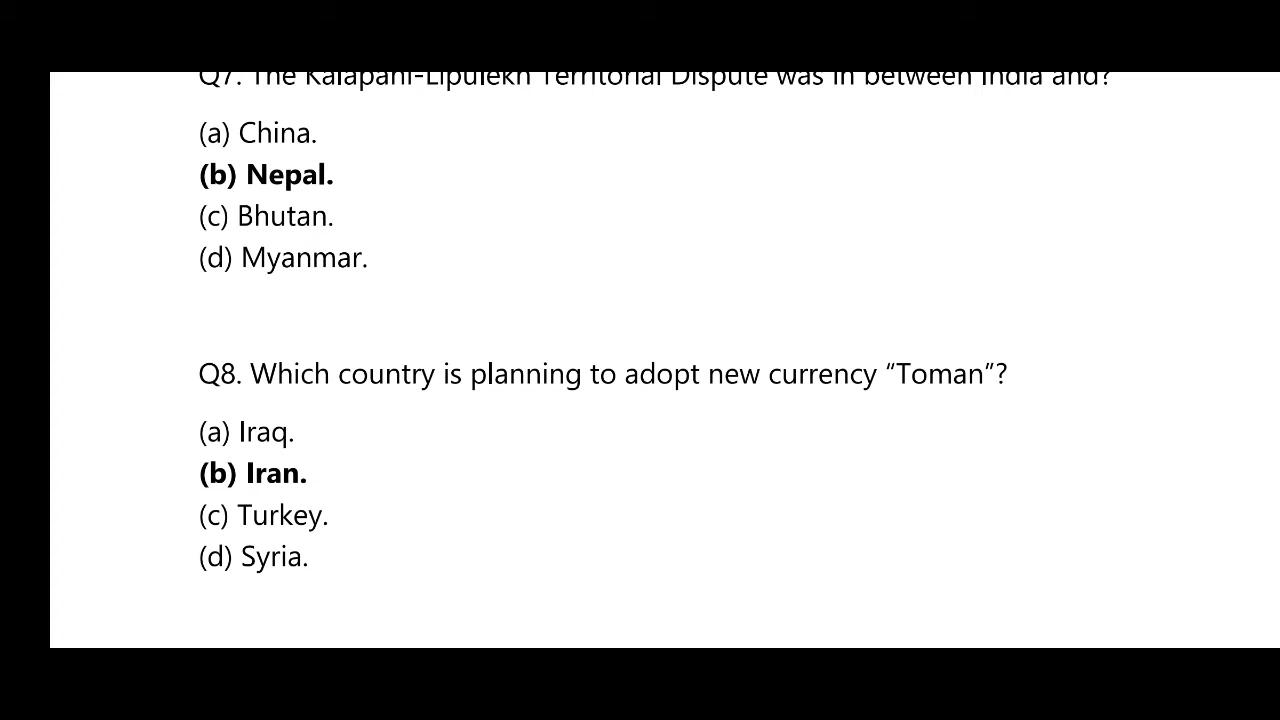 Q7. The Kalapani-Lipulekh Territorial Dispute was in between India and?
(a) China.
(b) Nepal.
(c) Bhutan.
(d) Myanmar.
Q8. Which country is planning to adopt new currency “Toman”?
(a) Iraq.
(b) Iran.
(c) Turkey.
(d) Syria.